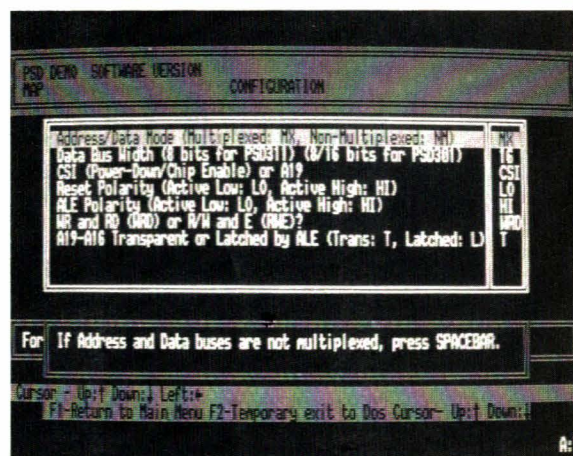 PSD DEMO SOFTWARE VERSION
MAP CONFIGURATION
Address/Data Mode (Multiplexed: MX, Non-Multiplexed: NM) MX
Data Bus Width (8 bits for PSD311) (8/16 bits for PSD301) 16
CSI (Power-Down/Chip Enable) or A19 CSI
Reset Polarity (Active Low: LO, Active High: HI) LO
ALE Polarity (Active Low: LO, Active High: HI) HI
WR and RD (WRD) or R/W and E (RWE)? WRD
A19-A16 Transparent or Latched by ALE (Trans: T, Latched: L) T
For
If Address and Data buses are not multiplexed, press SPACEBAR.
Cursor - Up:↑ Down:↓ Left:←
F1-Return to Main Menu F2-Temporary exit to Dos Cursor- Up:↑ Down:↓
A: